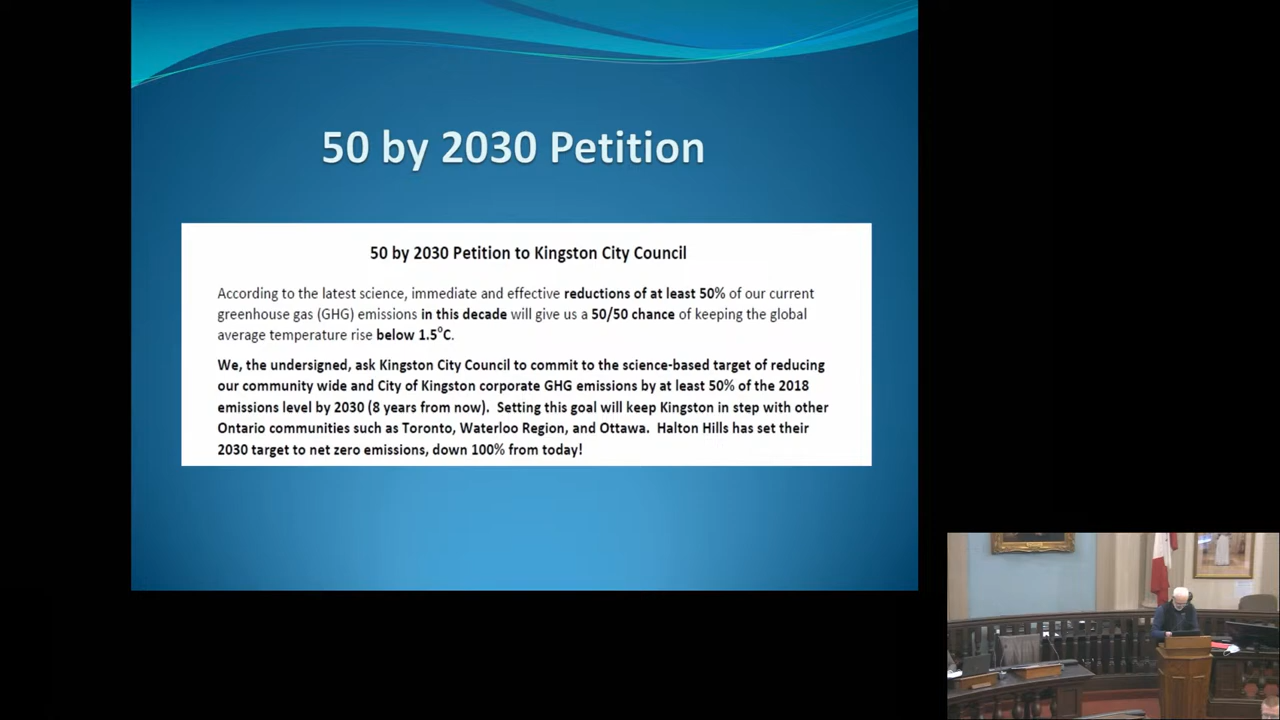 50 by 2030 Petition
50 by 2030 Petition to Kingston City Council
According to the latest science, immediate and effective reductions of at least 50% of our current
greenhouse gas (GHG) emissions in this decade will give us a 50/50 chance of keeping the global
average temperature rise below 1.5°C.
We, the undersigned, ask Kingston City Council to commit to the science-based target of reducing
our community wide and City of Kingston corporate GHG emissions by at least 50% of the 2018
emissions level by 2030 (8 years from now). Setting this goal will keep Kingston in step with other
Ontario communities such as Toronto, Waterloo Region, and Ottawa. Halton Hills has set their
2030 target to net zero emissions, down 100% from today!